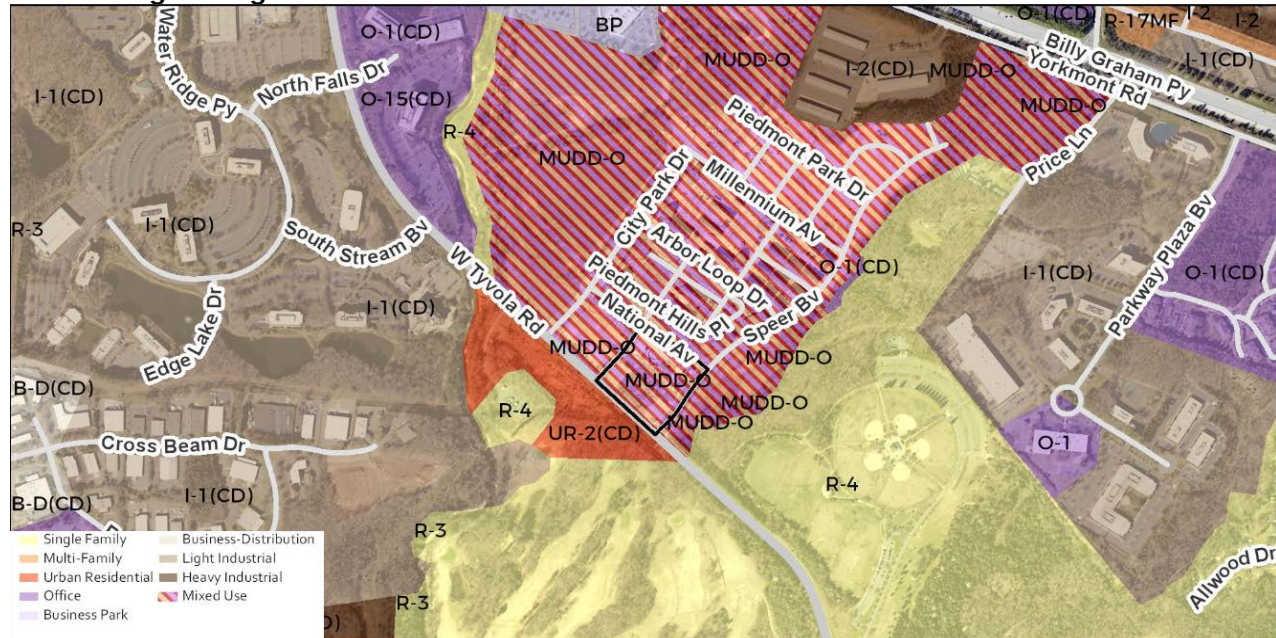 O-1(CD)
BP
MUDD-O
I-2(CD)
MUDD-O
O-1(CD)
R-17MF
I-2
I-2
I-1(CD)
Billy Graham Py
Yorkmont Rd
Water Ridge Py
North Falls Dr
I-1(CD)
O-15(CD)
R-4
MUDD-O
Piedmont Park Dr
MUDD-O
Price Ln
City Park Dr
Millennium Av
Parkway Plaza Bv
I-1(CD)
R-3
South Stream Bv
W Tyvola Rd
Arbor Loop Dr
O-1(CD)
I-1(CD)
O-1(CD)
Edge Lake Dr
I-1(CD)
Piedmont Hills Pl
National Av
Speer Bv
MUDD-O
MUDD-O
MUDD-O
MUDD-O
MUDD-O
B-D(CD)
R-4
UR-2(CD)
Cross Beam Dr
O-1
R-4
B-D(CD)
I-1(CD)
R-3
Allwood Dr
R-3
Single Family
Multi-Family
Urban Residential
Office
Business Park
Business-Distribution
Light Industrial
Heavy Industrial
Mixed Use